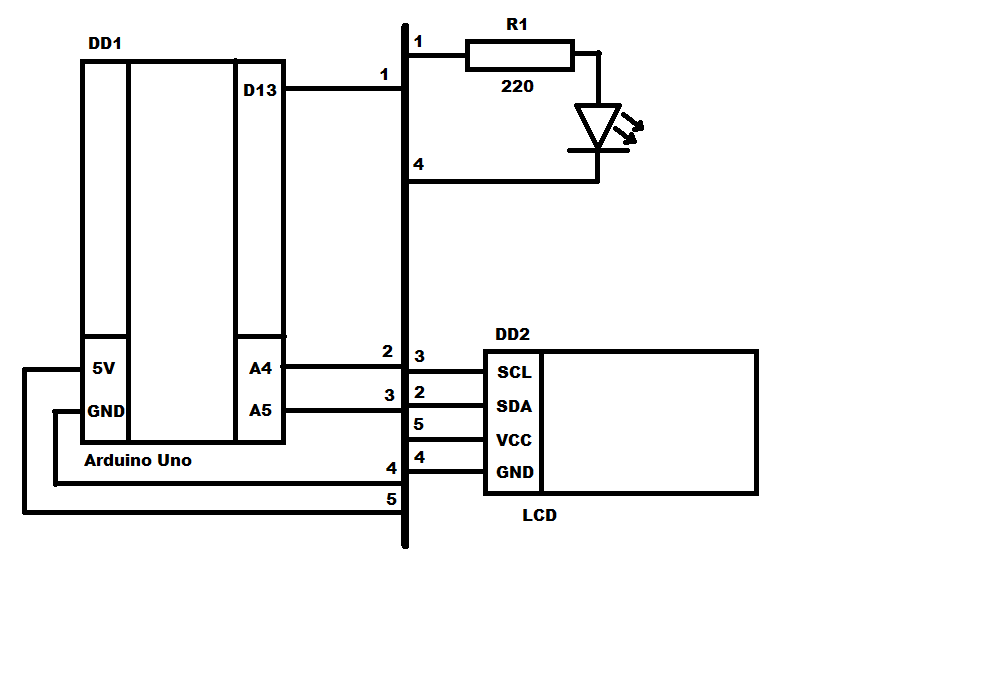 R1
1
DD1
1
D13
220
4
DD2
2
3
5V
A4
SCL
3
2
GND
A5
SDA
5
VCC
Arduino Uno
4
4
GND
5
LCD